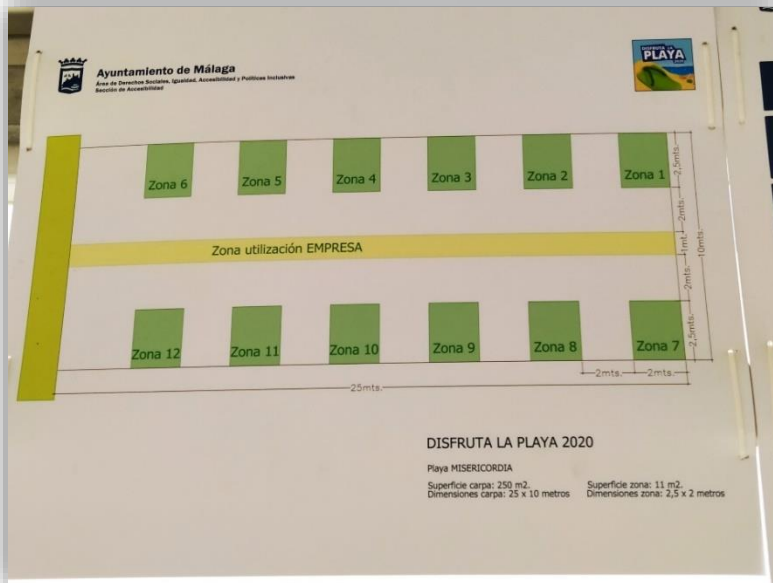 Ayuntamiento de Málaga
Área de Derechos Sociales, Igualdad, Accesibilidad y Políticas Inclusivas
Sección de Accesibilidad
DISFRUTA LA
PLAYA
Zona 6
Zona 5
Zona 4
Zona 3
Zona 2
Zona 1
2,5mts.
2mts.
1mt.
2mts.
2,5mts.
10mts.
Zona utilización EMPRESA
Zona 12
Zona 11
Zona 10
Zona 9
Zona 8
Zona 7
2mts.
2mts.
25mts.
DISFRUTA LA PLAYA 2020
Playa MISERICORDIA
Superficie carpa: 250 m2.
Dimensiones carpa: 25 x 10 metros
Superficie zona: 11 m2.
Dimensiones zona: 2,5 x 2 metros